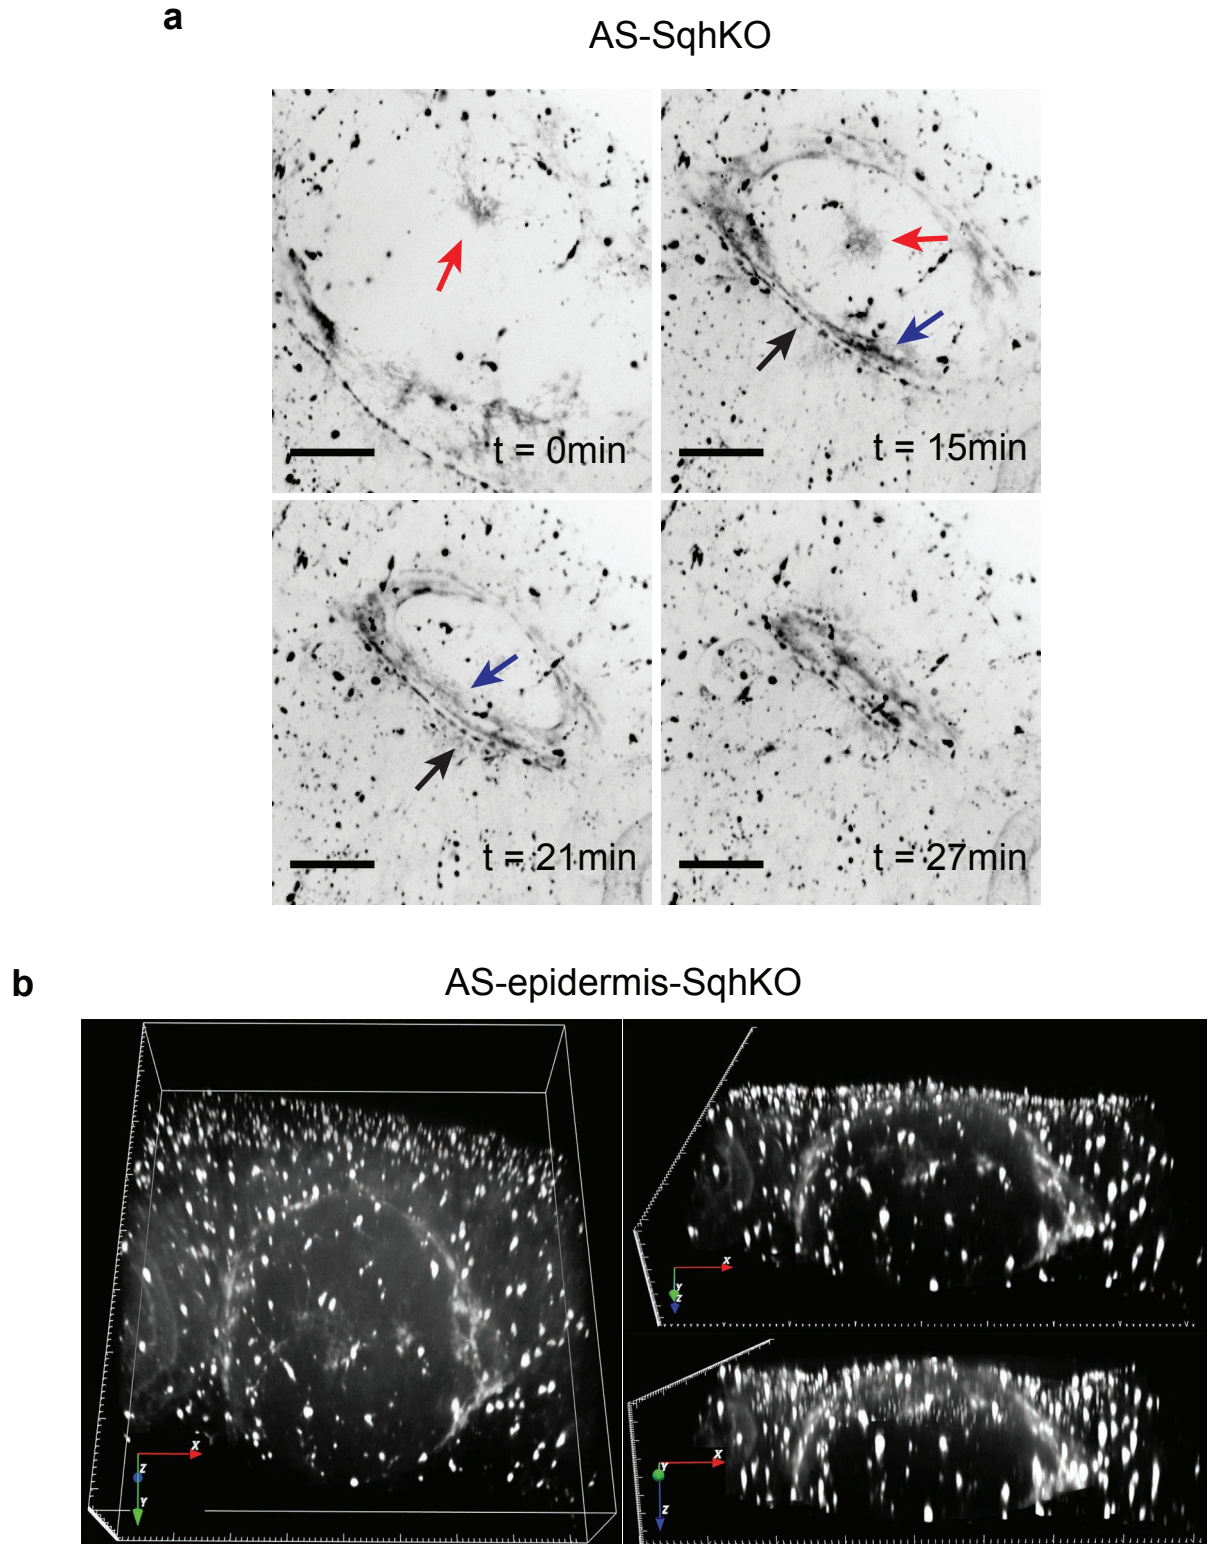 a
AS-SqhKO
t = 0min
t = 15min
t = 21min
t = 27min
b
AS-epidermis-SqhKO
X
Z
Y
X
Y
Z
X
Y
Z